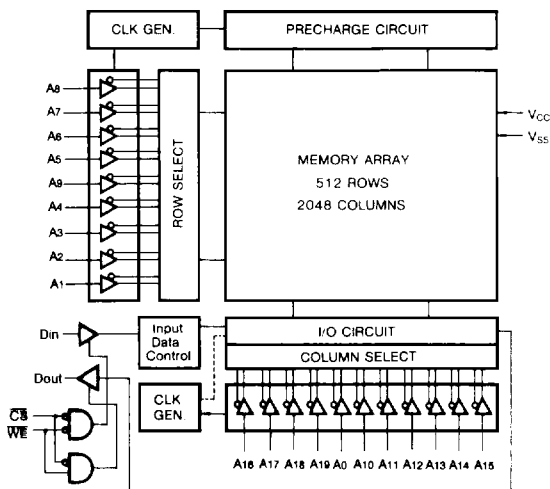 CLK GEN.
PRECHARGE CIRCUIT
A8
A7
A6
A5
A9
A4
A3
A2
A1
ROW SELECT
MEMORY ARRAY
512 ROWS
2048 COLUMNS
VCC
VSS
Din
Dout
CS
WE
Input
Data
Control
CLK
GEN.
I/O CIRCUIT
COLUMN SELECT
A16 A17 A18 A19 A0 A10 A11 A12 A13 A14 A15